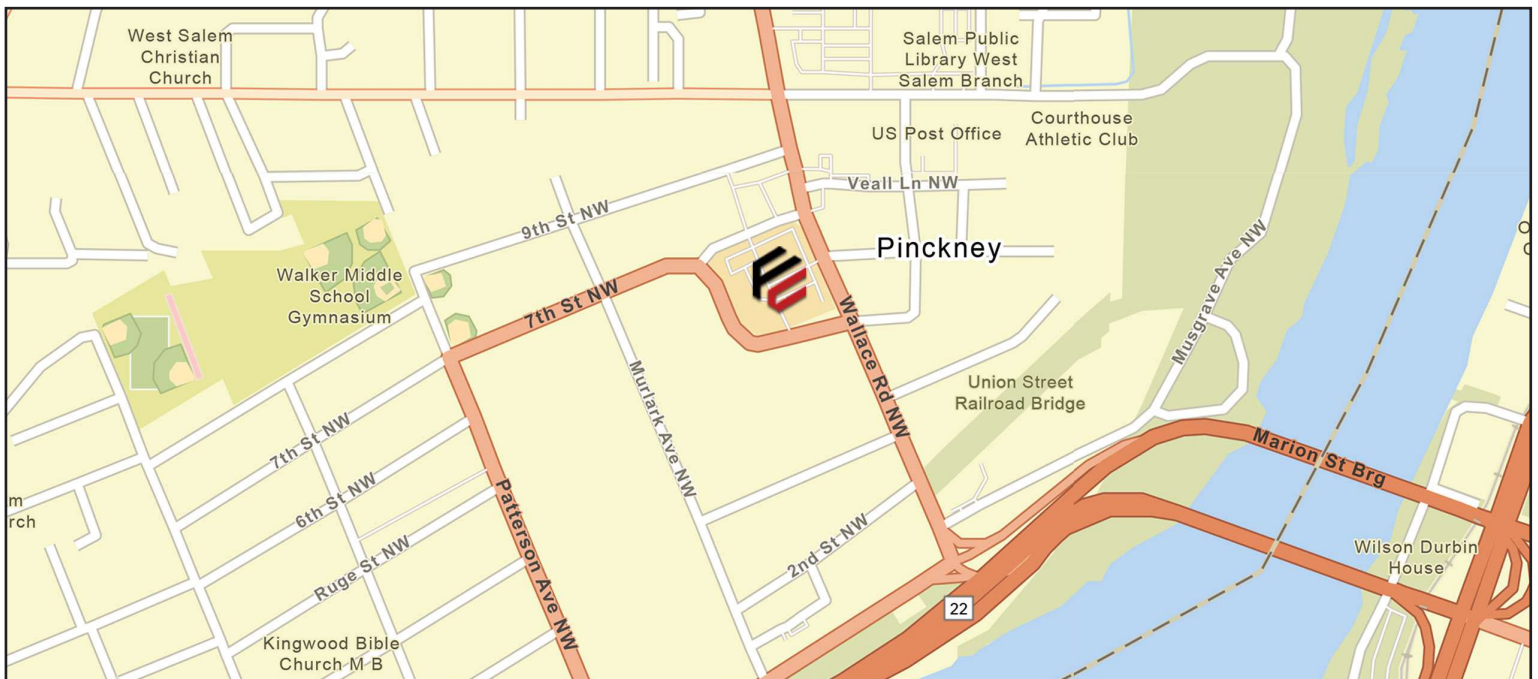 West Salem
Christian
Church
Salem Public
Library West
Salem Branch
Courthouse
Athletic Club
US Post Office
Veall Ln NW
9th St NW
Pinckney
Musgrave Ave NW
Walker Middle
School
Gymnasium
7th St NW
Wallace Rd NW
Murlark Ave NW
Union Street
Railroad Bridge
7th St NW
Marion St Brg
6th St NW
Patterson Ave NW
m
rch
2nd St NW
Ruge St NW
Wilson Durbin
House
22
Kingwood Bible
Church M B